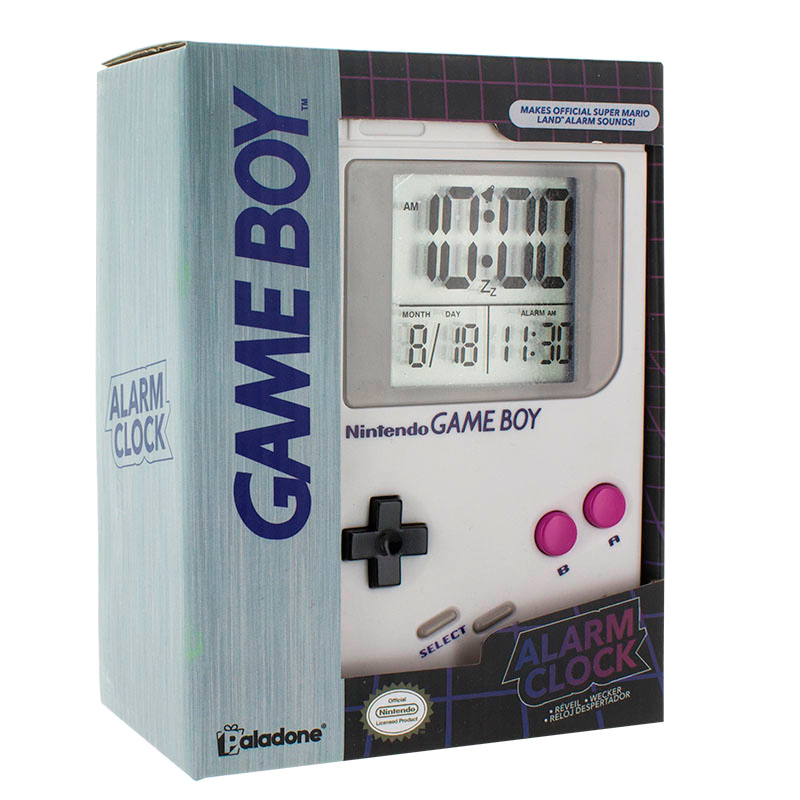 GAME BOY™
ALARM
CLOCK
Paladone®
MAKES OFFICIAL SUPER MARIO
LAND™ ALARM SOUNDS!
AM 10:00
ZZ
MONTH DAY ALARM AM
8/18 11:30
Nintendo GAME BOY
B A
SELECT
Official
Nintendo
Licensed Product
ALARM
CLOCK
• RÉVEIL • WECKER
• RELOJ DESPERTADOR